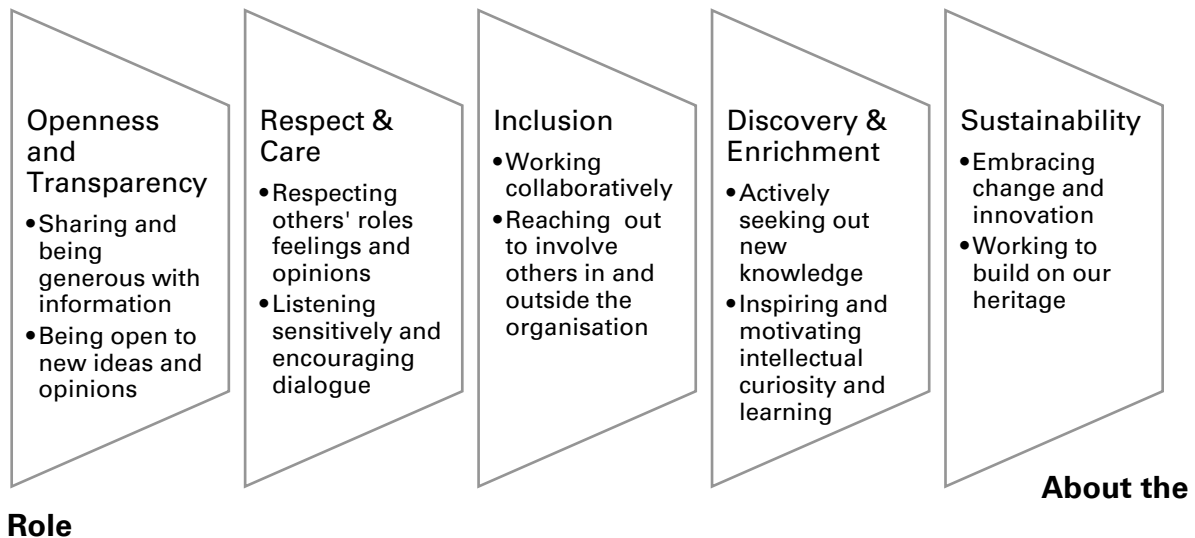 Openness
and
Transparency
•Sharing and
being
generous with
information
•Being open to
new ideas and
opinions
Respect &
Care
•Respecting
others' roles
feelings and
opinions
•Listening
sensitively and
encouraging
dialogue
Inclusion
•Working
collaboratively
•Reaching  out
to involve
others in and
outside the
organisation
Discovery &
Enrichment
•Actively
seeking out
new
knowledge
•Inspiring and
motivating
intellectual
curiosity and
learning
Sustainability
•Embracing
change and
innovation
•Working to
build on our
heritage
About the
Role